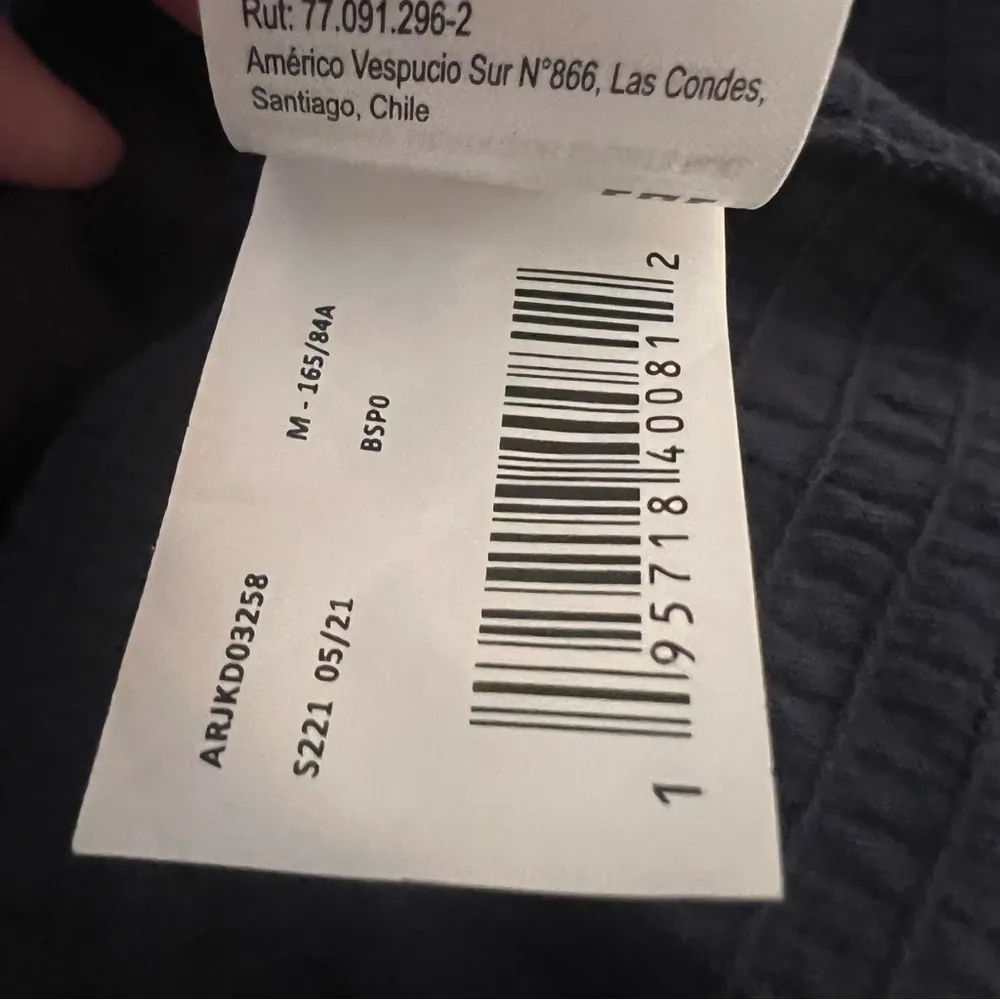 Rut: 77.091.296-2
Américo Vespucio Sur N°866, Las Condes,
Santiago, Chile
ARJKD03258
M - 165/84A
S221 05/21
BSP0
1 95718 40081 2